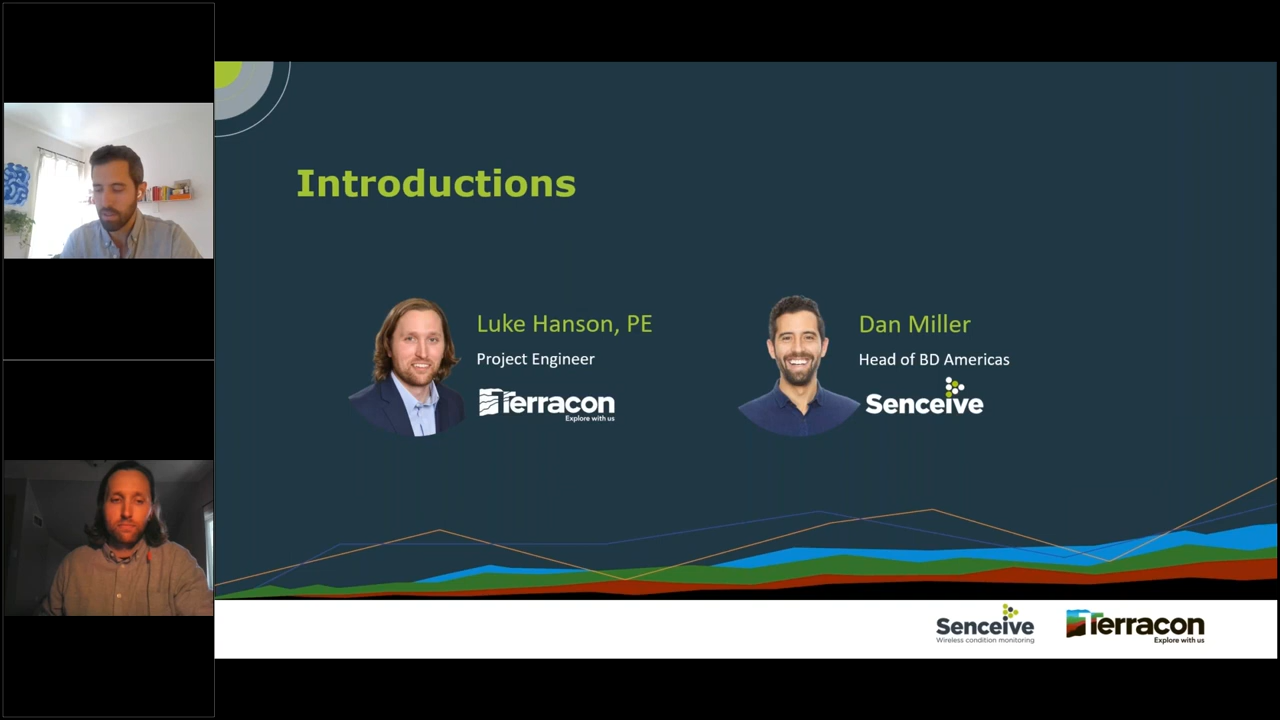 Introductions
Luke Hanson, PE
Project Engineer
Terracon
Explore with us
Dan Miller
Head of BD Americas
Senceive
Senceive
Wireless condition monitoring
Terracon
Explore with us